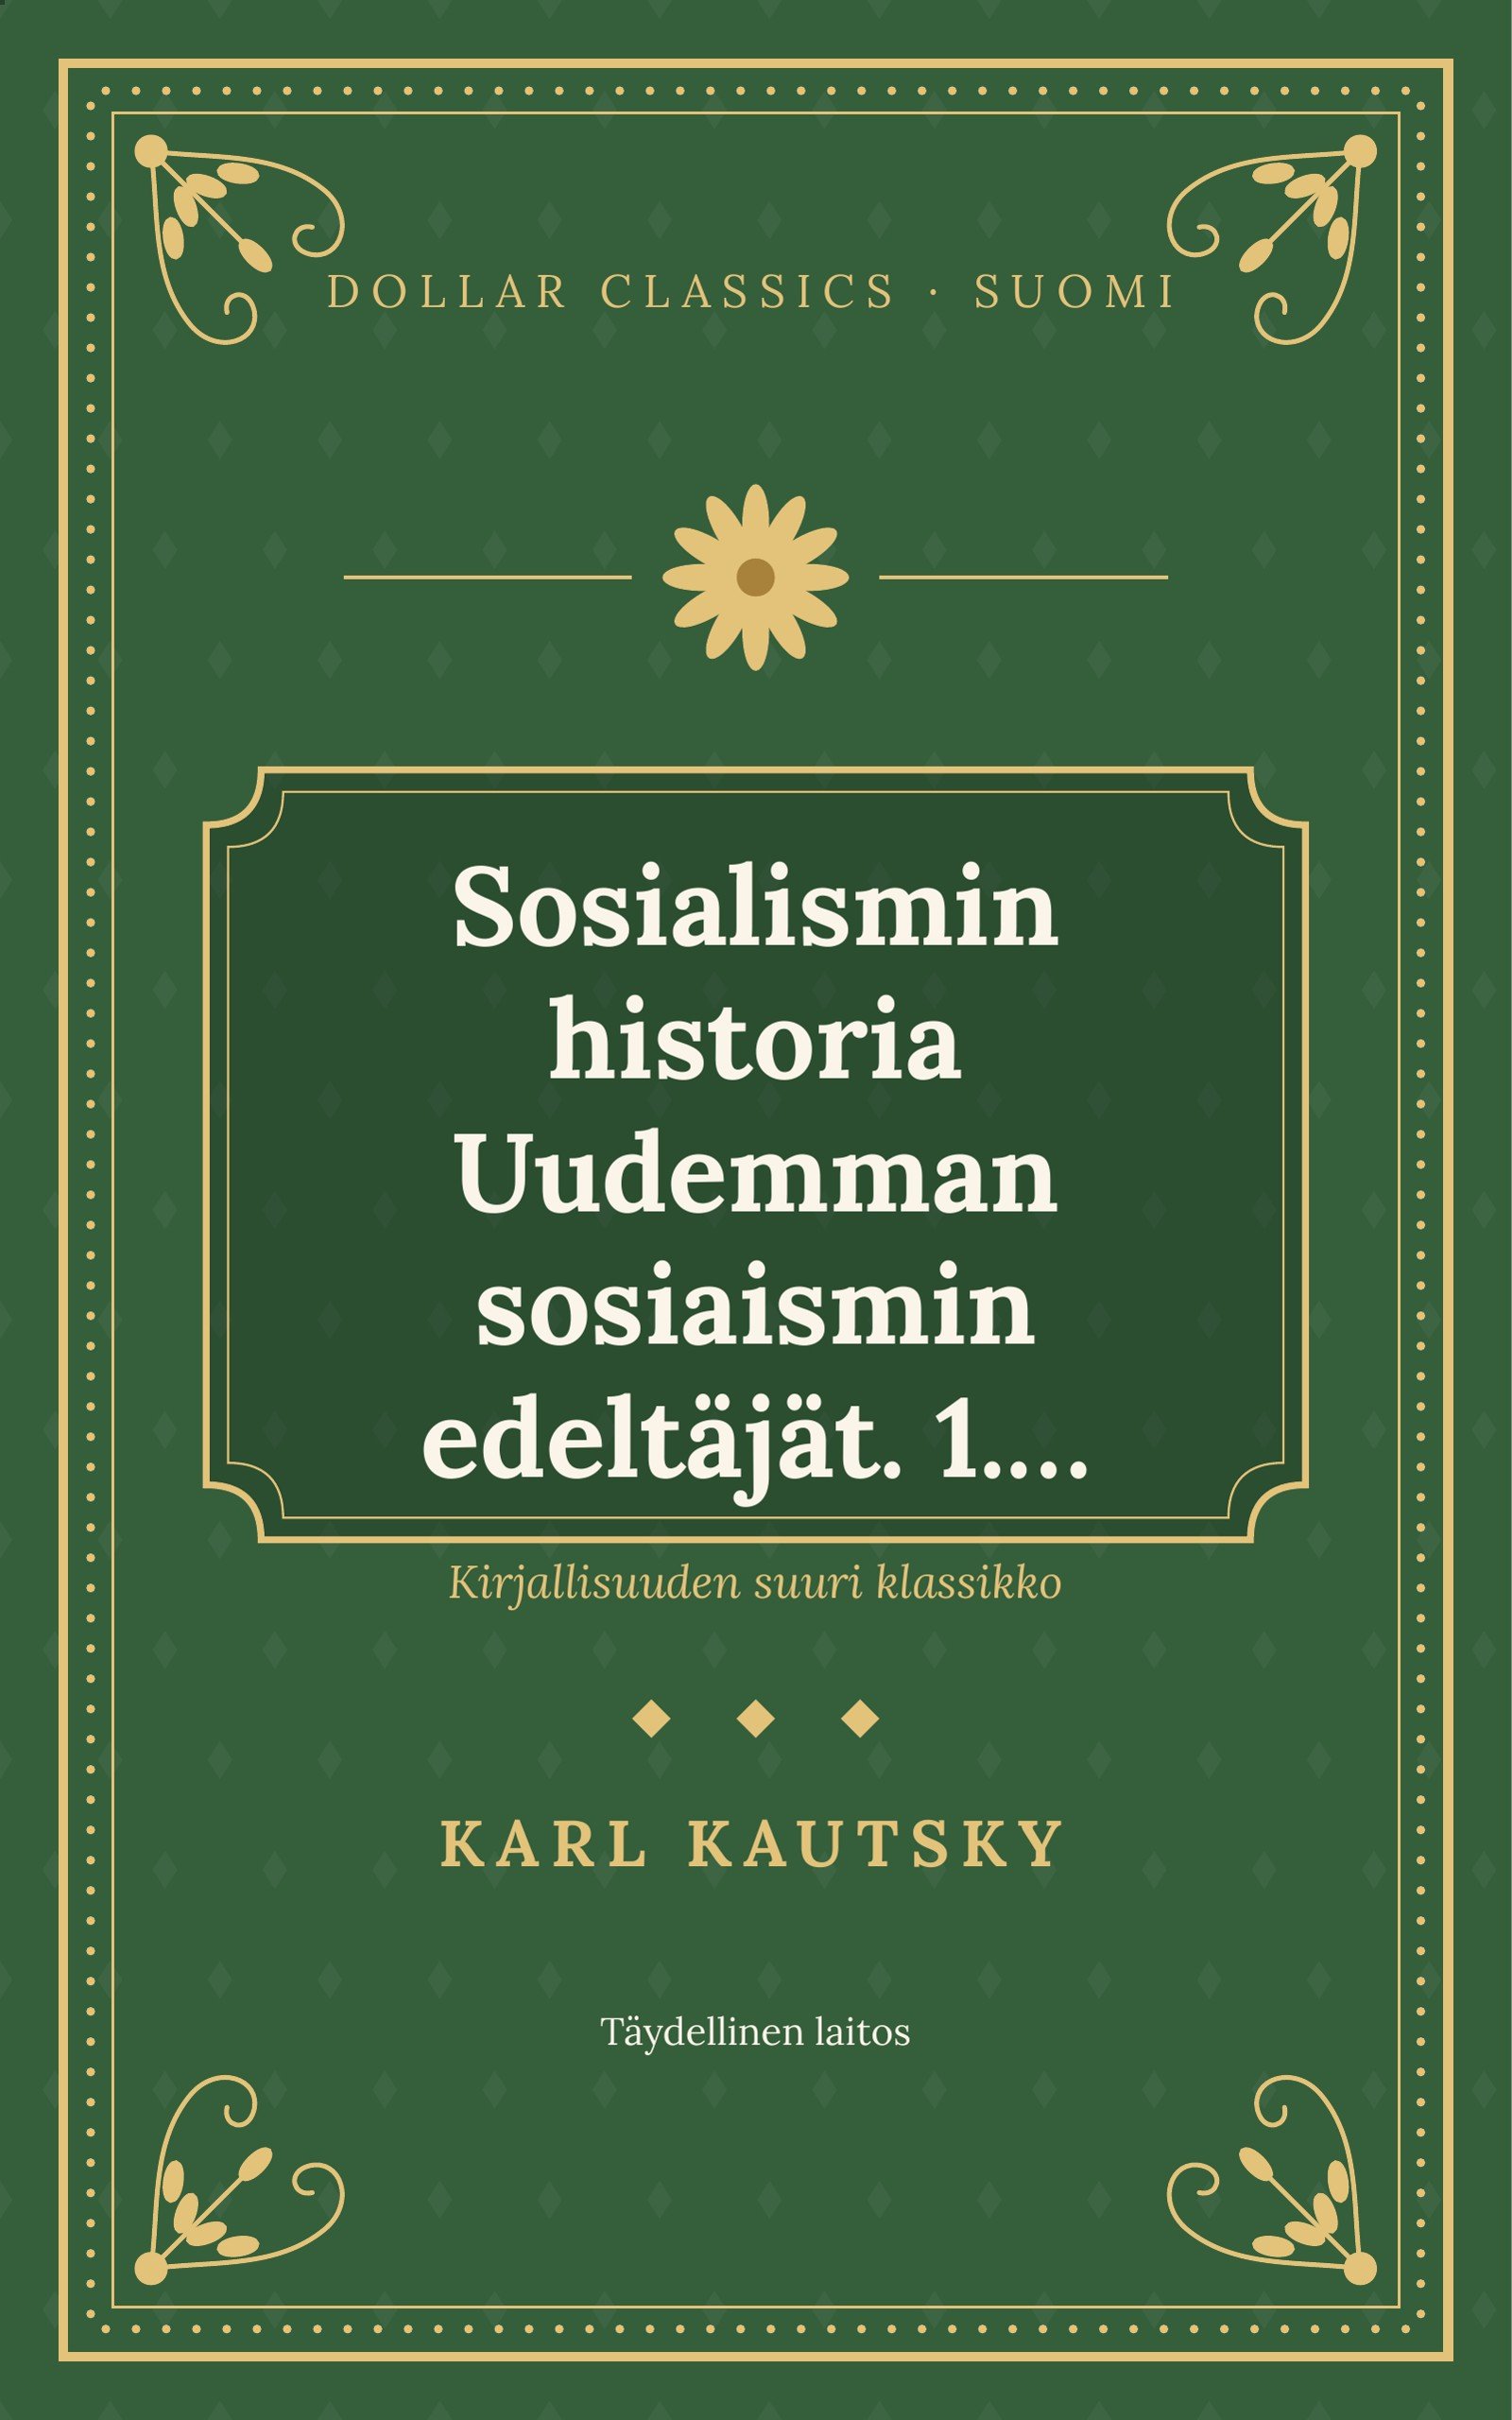 DOLLAR CLASSICS · SUOMI
Sosialismin
historia
Uudemman
sosiaismin
edeltäjät. 1....
Kirjallisuuden suuri klassikko
KARL KAUTSKY
Täydellinen laitos